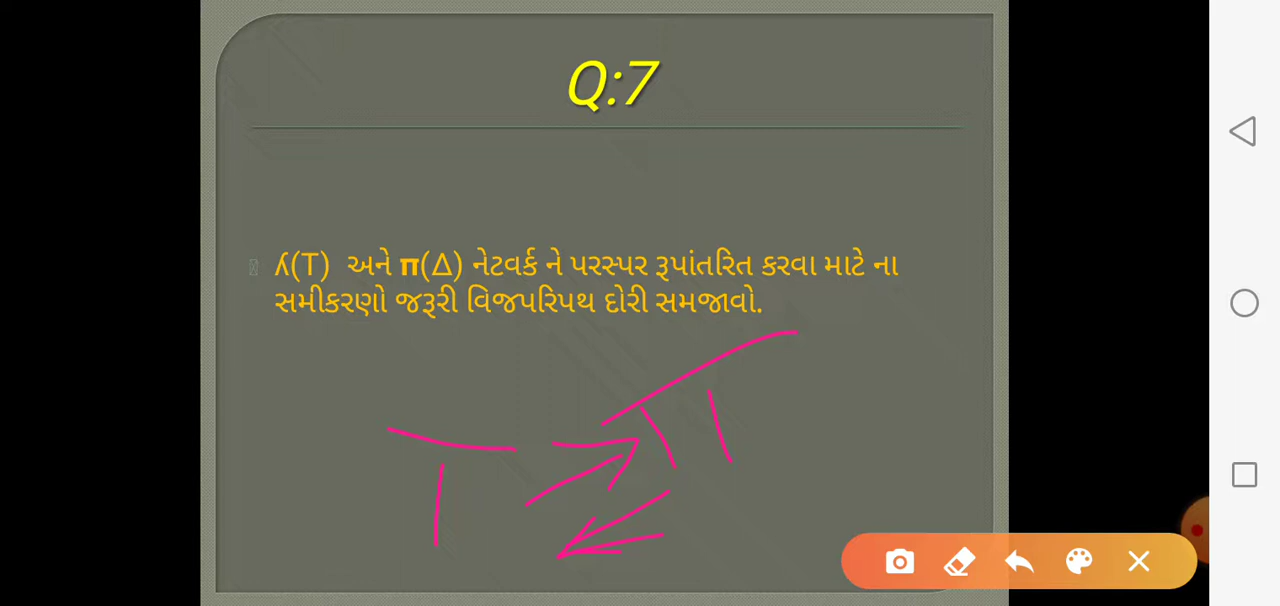 Q:7
ʎ(T) અને π(Δ) નેટવર્ક ને પરસ્પર રૂપાંતરિત કરવા માટે ના
સમીકરણો જરૂરી વિજપરિપથ દોરી સમજાવો.
T π